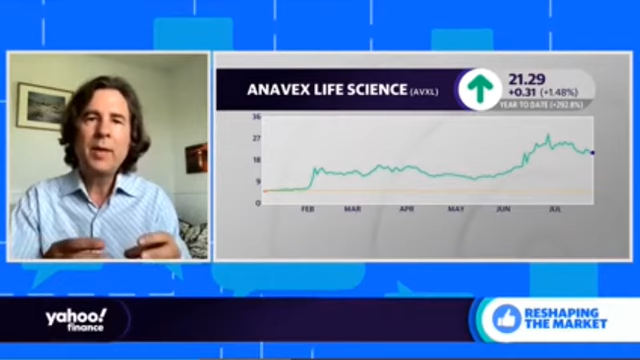 ANAVEX LIFE SCIENCE (AVXL)
21.29
+0.31 (+1.48%)
YEAR TO DATE (+292.8%)
36
27
18
9
0
FEB MAR APR MAY JUN JUL
yahoo!
finance
RESHAPING
THE MARKET